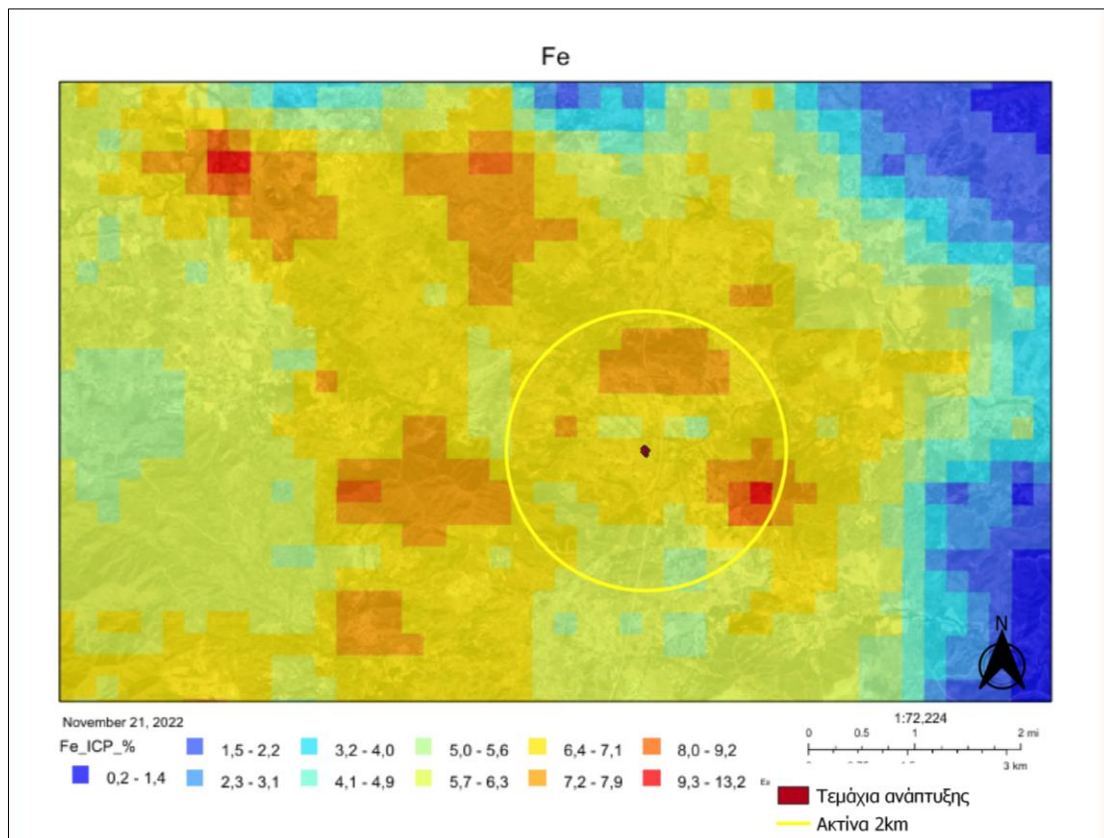 Fe
N
November 21, 2022
1:72,224
Fe_ICP_%
0,2 - 1,4
1,5 - 2,2
2,3 - 3,1
3,2 - 4,0
4,1 - 4,9
5,0 - 5,6
5,7 - 6,3
6,4 - 7,1
7,2 - 7,9
8,0 - 9,2
9,3 - 13,2
0 0.5 1 2 mi
3 km
Τεμάχια ανάπτυξης
Ακτίνα 2km